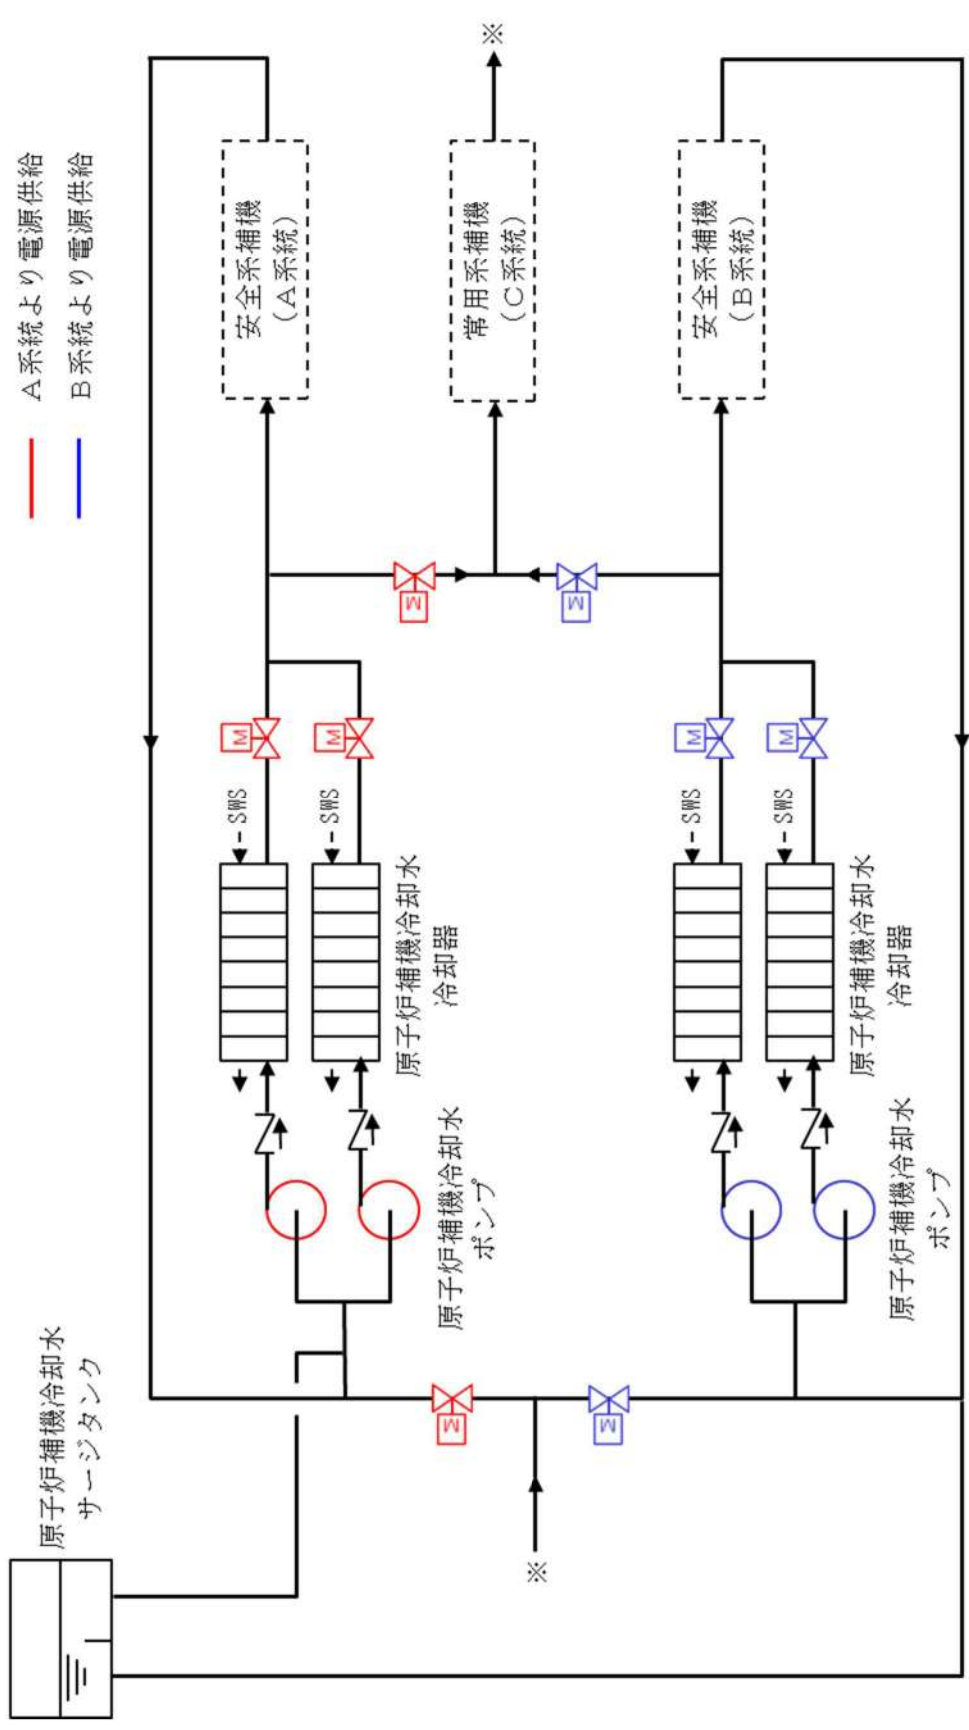 A系統より電源供給
B系統より電源供給
原子炉補機冷却水
サージタンク
※
M
M
原子炉補機冷却水
ポンプ
原子炉補機冷却水
ポンプ
原子炉補機冷却水
冷却器
原子炉補機冷却水
冷却器
SWS
SWS
SWS
SWS
M
M
M
M
M
M
安全系補機
(A系統)
常用系補機
(C系統)
安全系補機
(B系統)
※